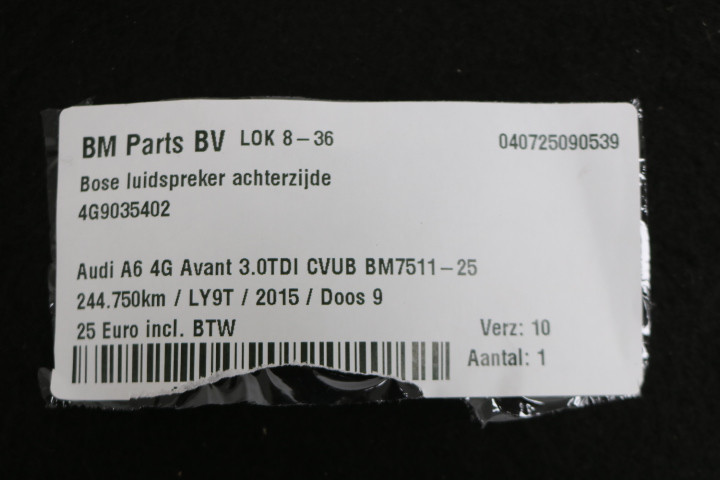 BM Parts BV LOK 8-36 040725090539
Bose luidspreker achterzijde
4G9035402
Audi A6 4G Avant 3.0TDI CVUB BM7511-25
244.750km / LY9T / 2015 / Doos 9
25 Euro incl. BTW Verz: 10
Aantal: 1